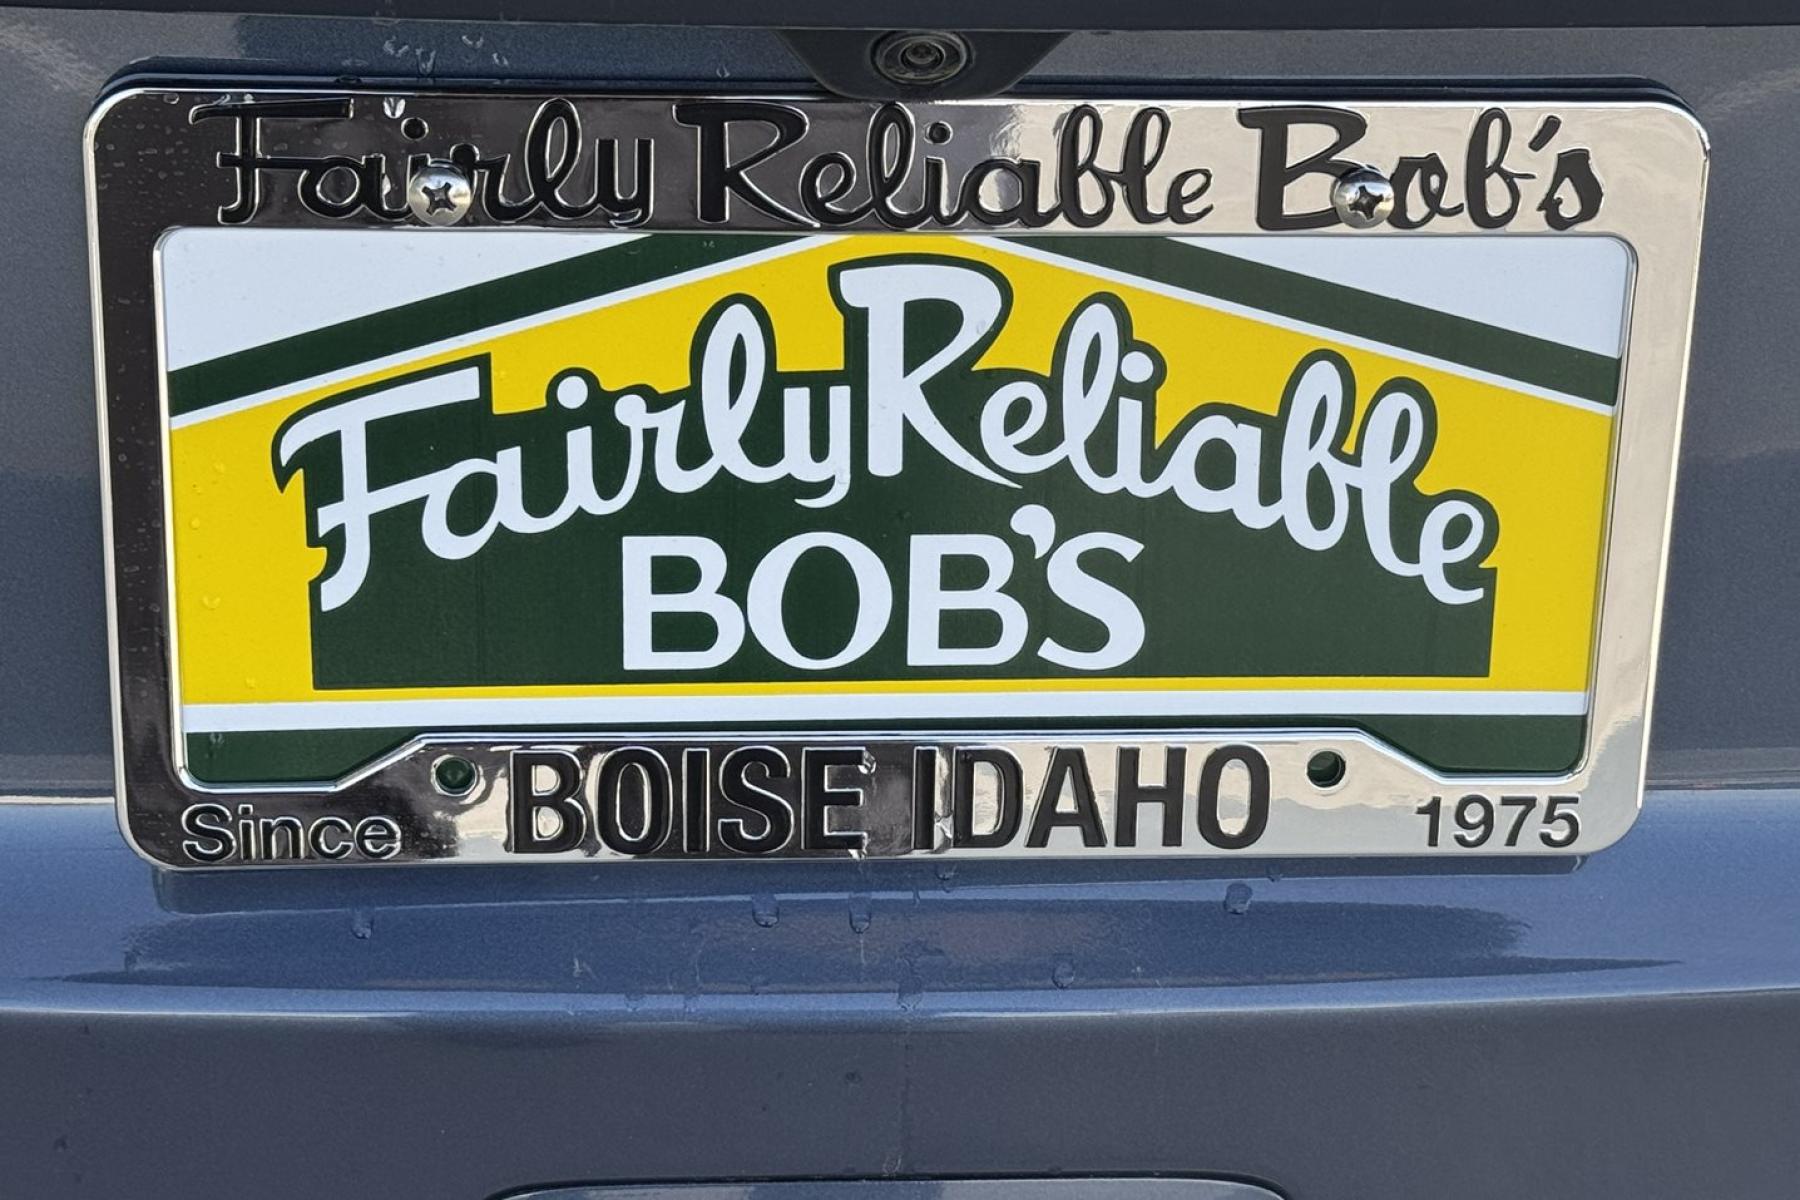 Fairly Reliable Bob's
Fairly Reliable
BOB'S
Since BOISE IDAHO 1975